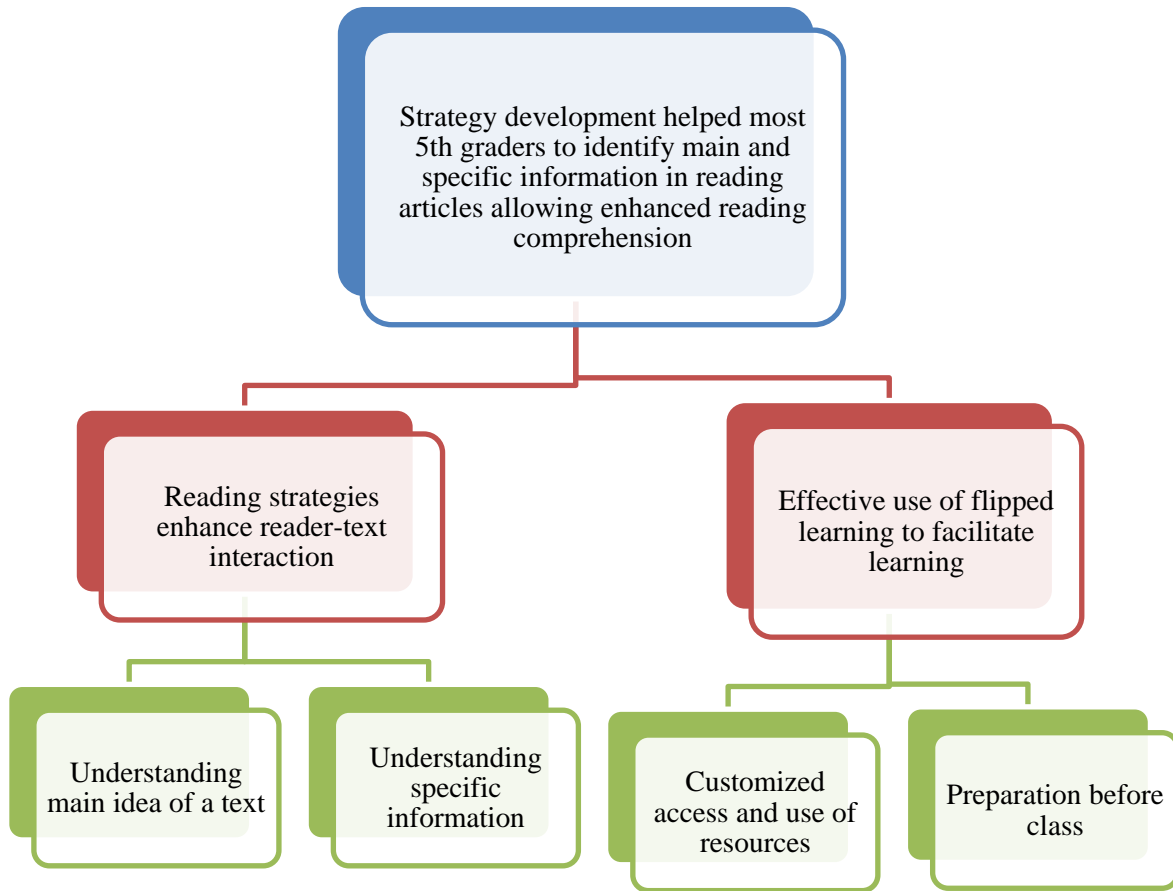 Strategy development helped most
5th graders to identify main and
specific information in reading
articles allowing enhanced reading
comprehension
Reading strategies
enhance reader-text
interaction
Effective use of flipped
learning to facilitate
learning
Understanding
main idea of a text
Understanding
specific
information
Customized
access and use of
resources
Preparation before
class